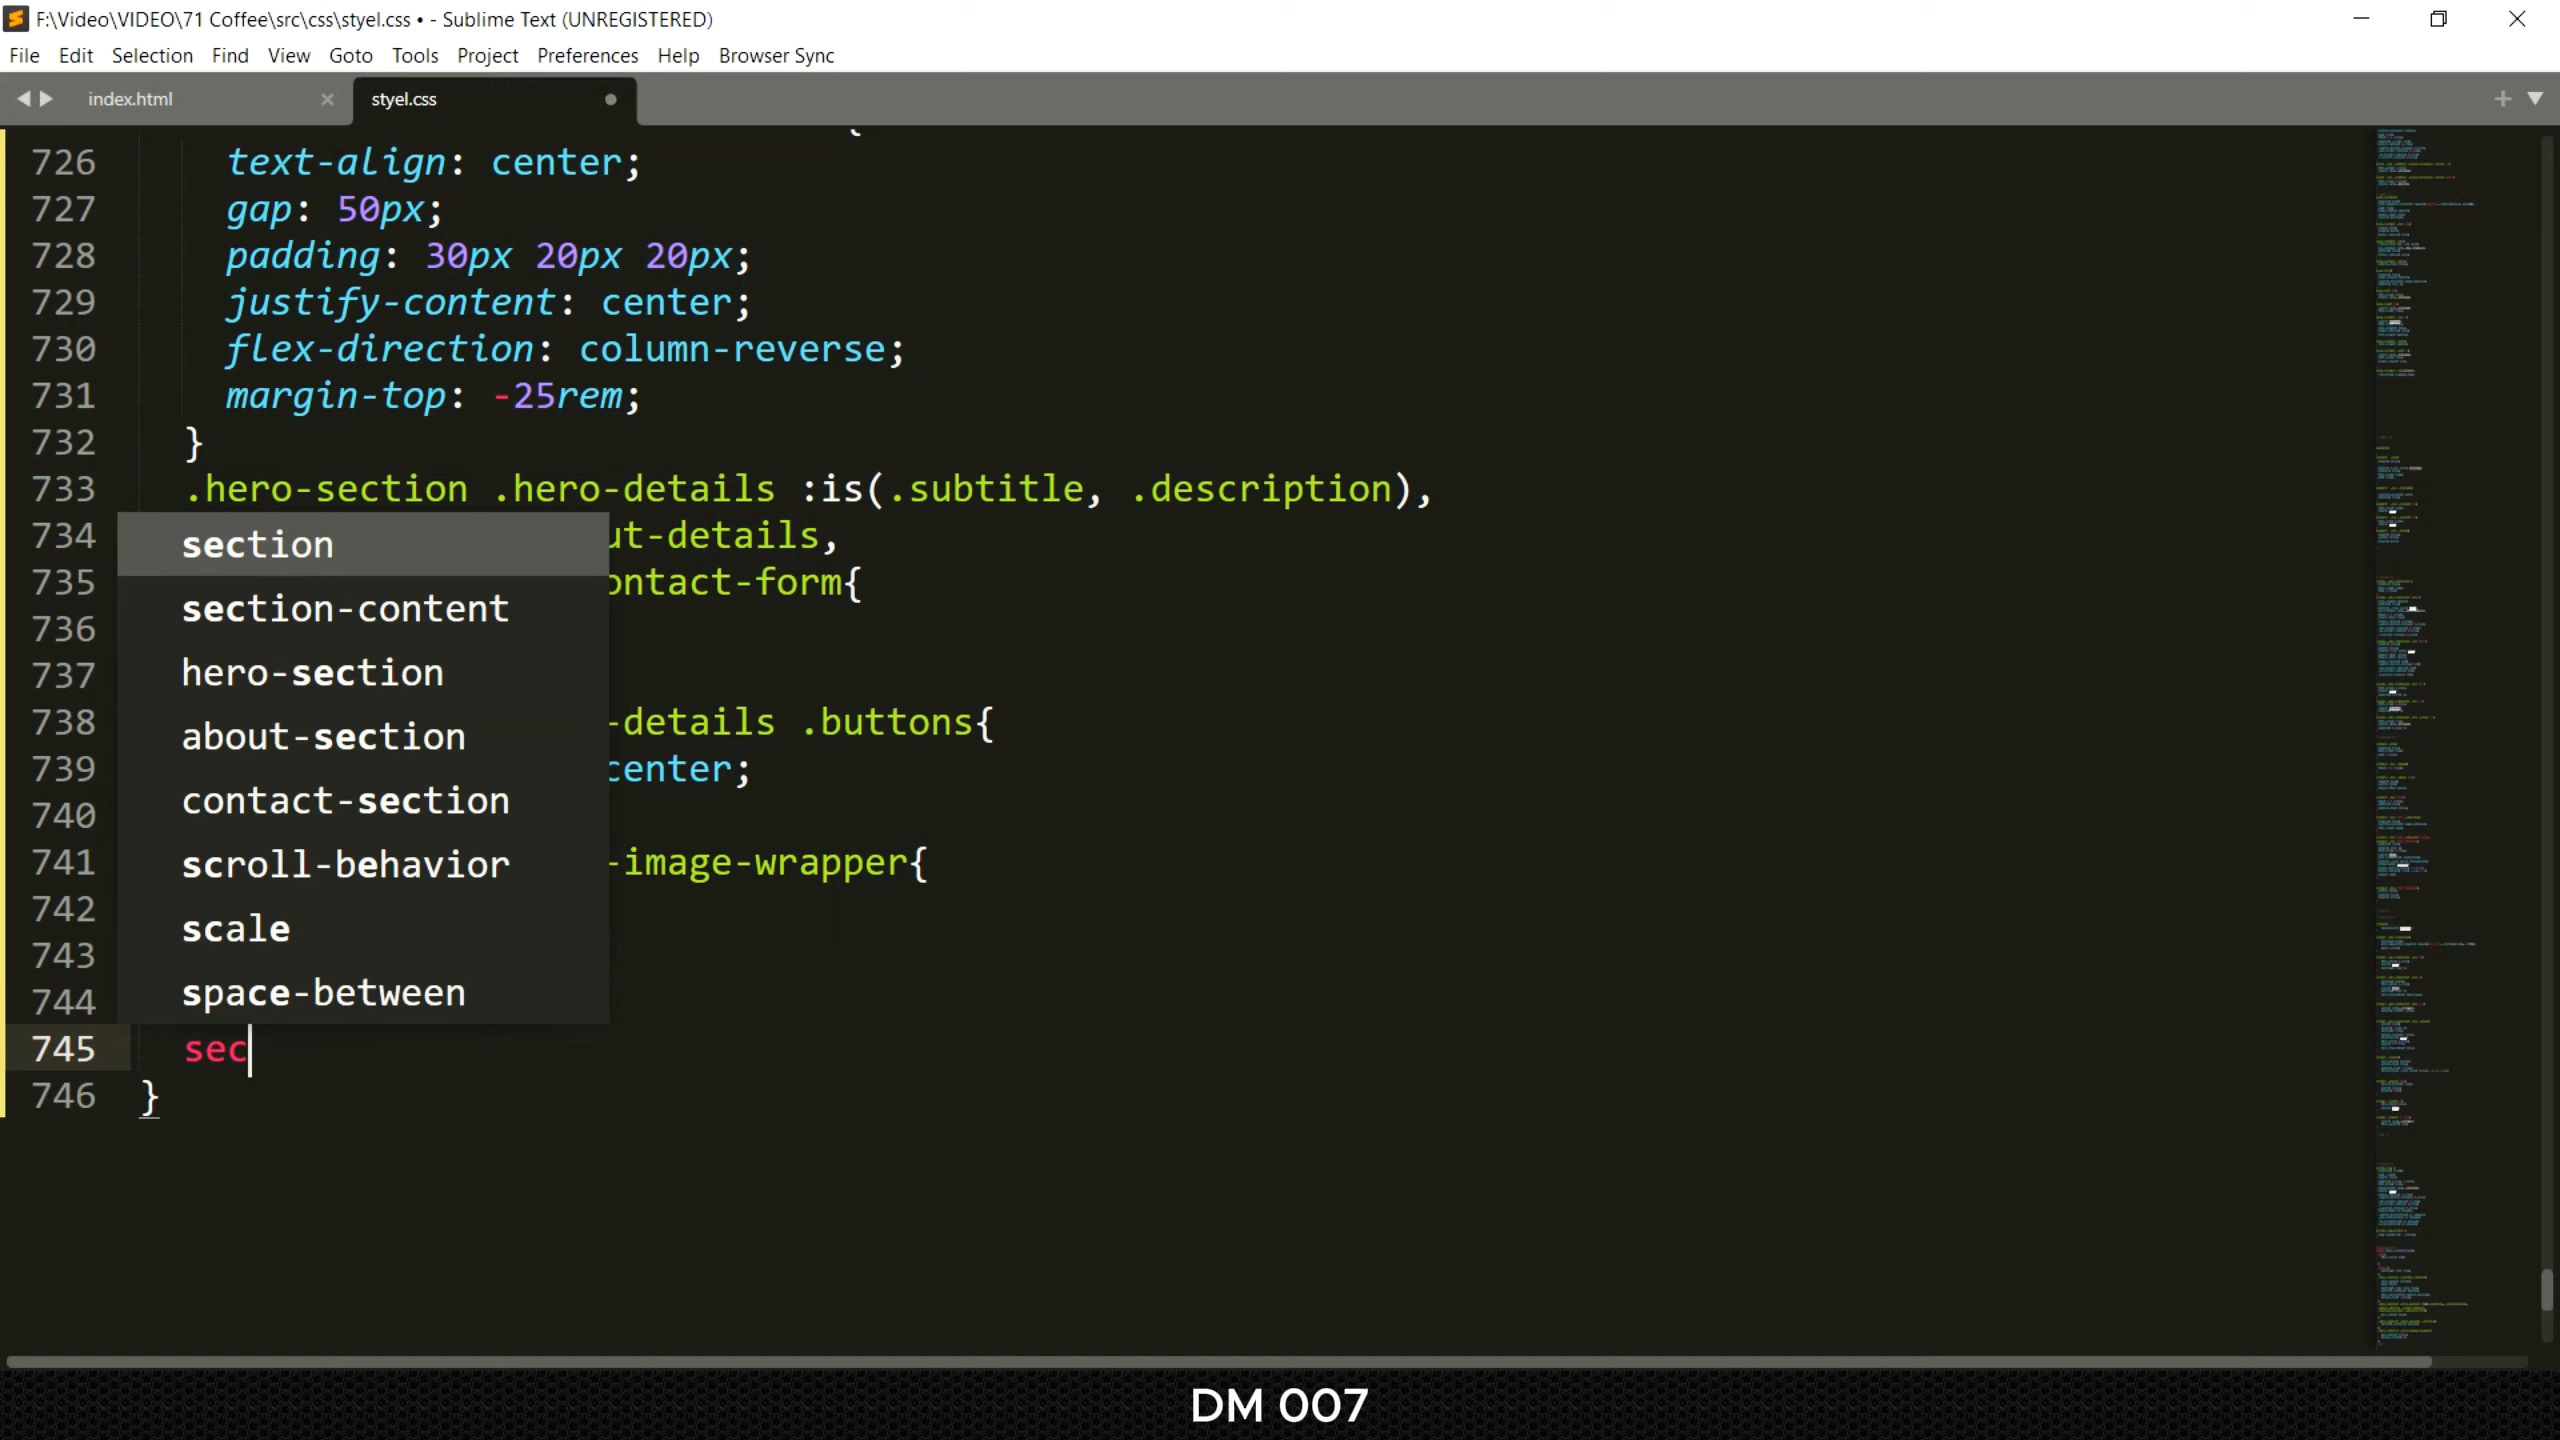 F:\Video\VIDEO\71 Coffee\src\css\styel.css • - Sublime Text (UNREGISTERED)
File Edit Selection Find View Goto Tools Project Preferences Help Browser Sync
index.html styel.css
726 text-align: center;
727 gap: 50px;
728 padding: 30px 20px 20px;
729 justify-content: center;
730 flex-direction: column-reverse;
731 margin-top: -25rem;
732 }
733 .hero-section .hero-details :is(.subtitle, .description),
734 ut-details,
section
735 ontact-form{
section-content
736
hero-section
737
738 -details .buttons{
about-section
739 center;
contact-section
740
741 -image-wrapper{
scroll-behavior
742
scale
743
space-between
744
745 sec
746 }
DM 007